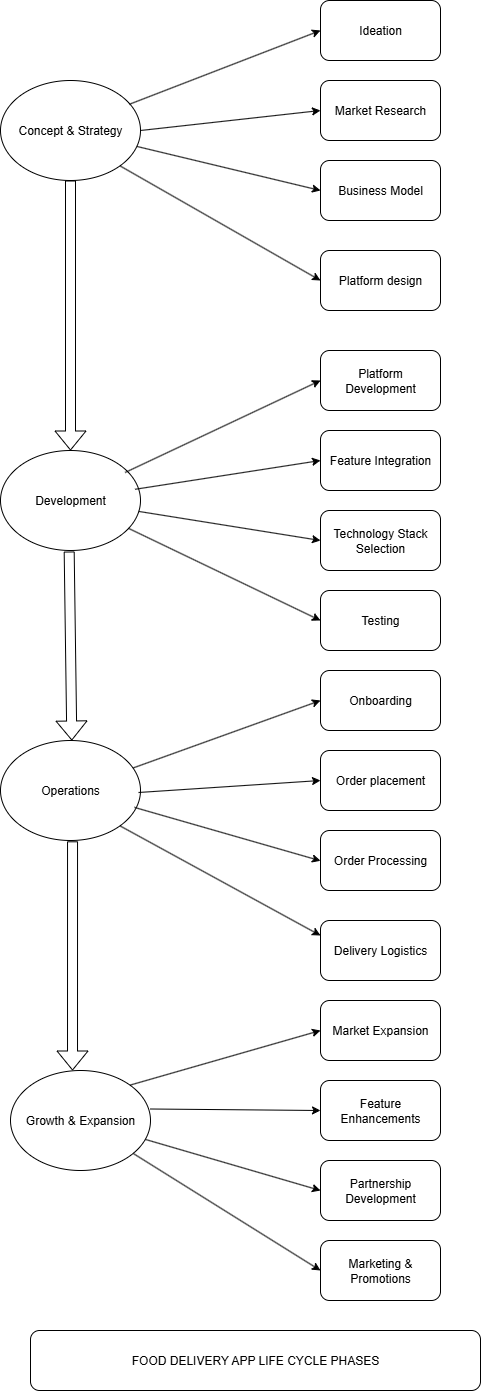 Ideation
Concept & Strategy
Market Research
Business Model
Platform design
Platform
Development
Feature Integration
Development
Technology Stack
Selection
Testing
Onboarding
Order placement
Operations
Order Processing
Delivery Logistics
Market Expansion
Feature
Enhancements
Growth & Expansion
Partnership
Development
Marketing &
Promotions
FOOD DELIVERY APP LIFE CYCLE PHASES